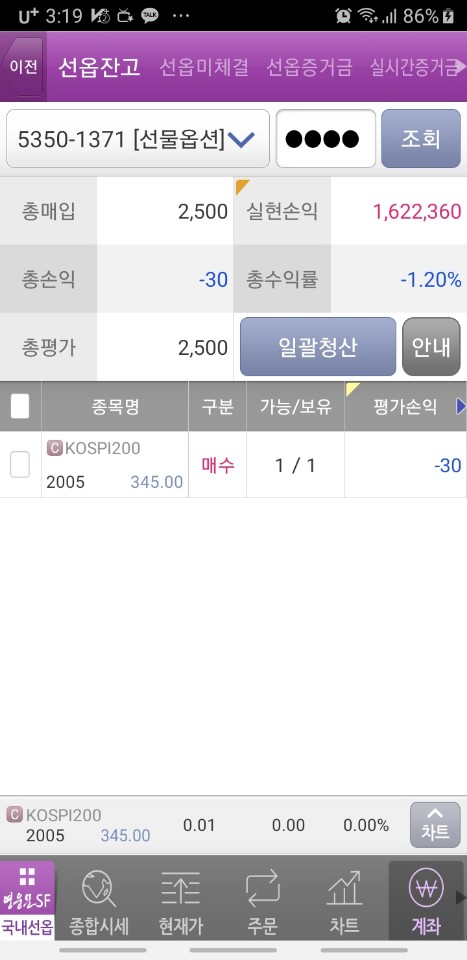 U+ 3:19 TALK ··· 86%
이전 선옵잔고 선옵미체결 선옵증거금 실시간증거금
5350-1371 [선물옵션] ●●●● 조회
총매입 2,500 실현손익 1,622,360
총손익 -30 총수익률 -1.20%
총평가 2,500 일괄청산 안내
종목명 구분 가능/보유 평가손익
C KOSPI200
2005 345.00 매수 1 / 1 -30
C KOSPI200
2005 345.00 0.01 0.00 0.00% 차트
영웅문SF
국내선옵 종합시세 현재가 주문 차트 계좌